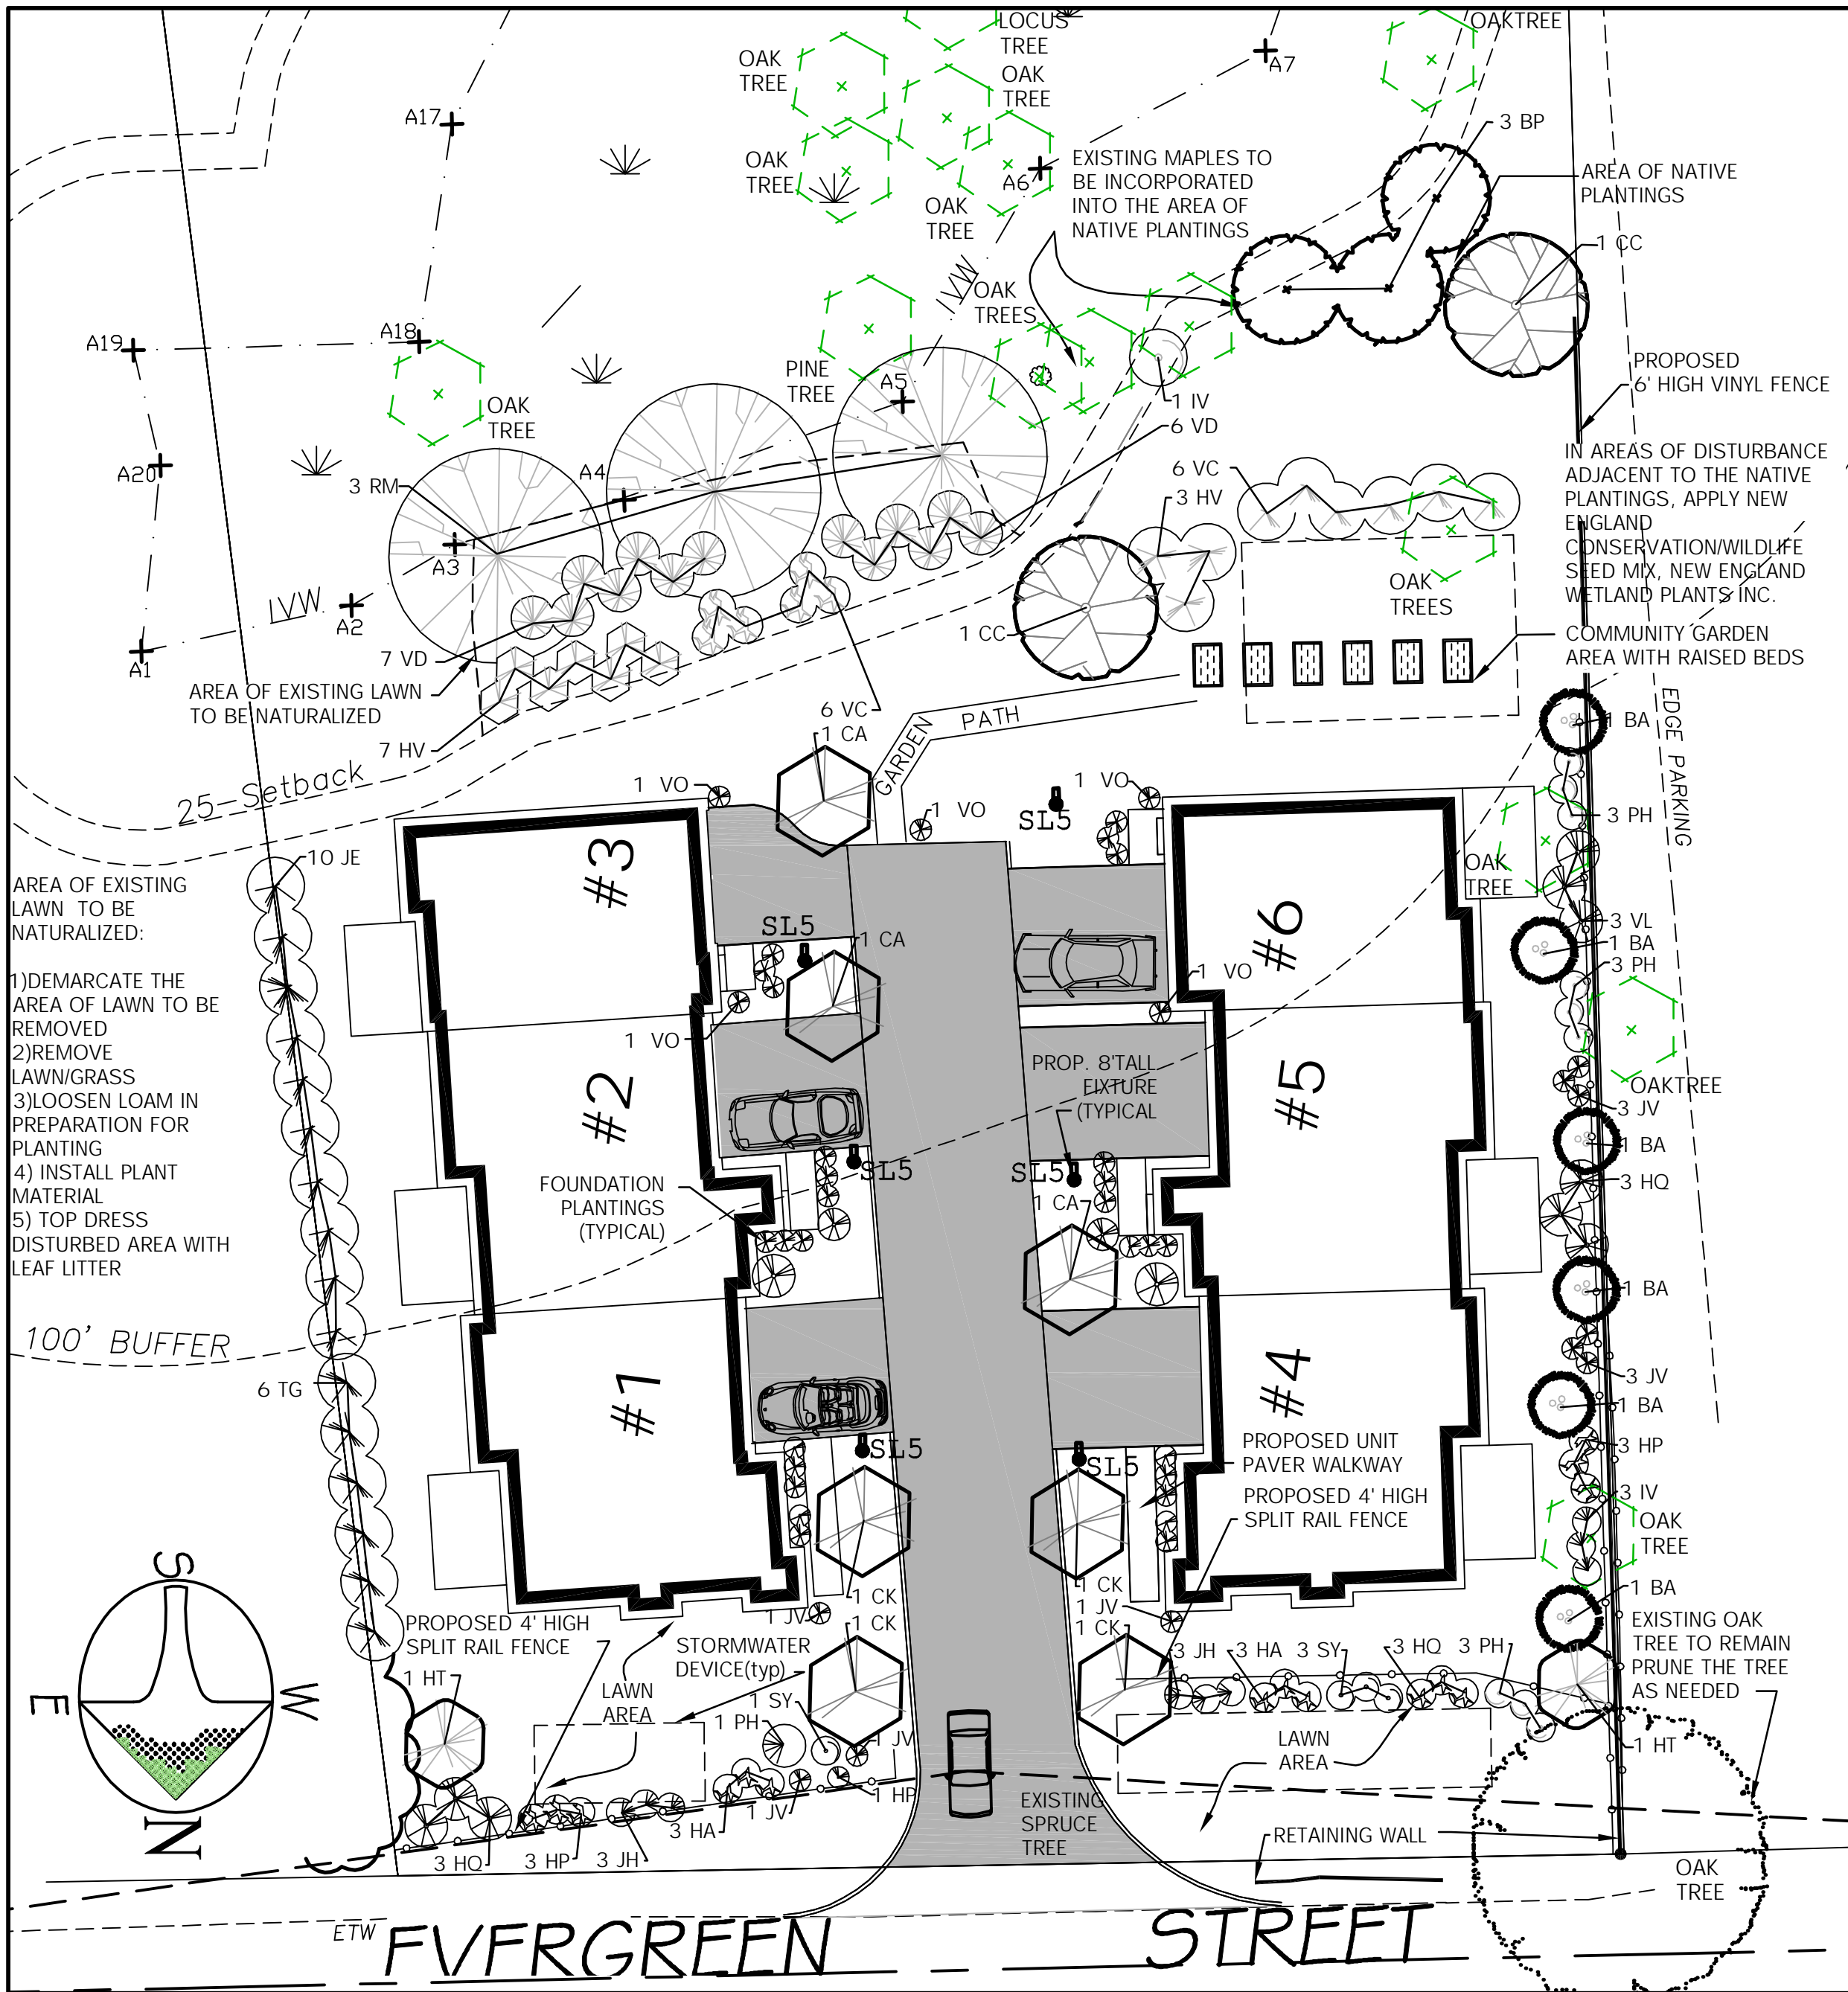 LOCUS
TREE
OAKTREE
OAK
TREE
OAK
TREE
A7
A17
3 BP
OAK
TREE
A6
EXISTING MAPLES TO
BE INCORPORATED
INTO THE AREA OF
NATIVE PLANTINGS
AREA OF NATIVE
PLANTINGS
OAK
TREE
1 CC
IVW
OAK
TREES
A19
A18
PINE
TREE
A5
PROPOSED
6' HIGH VINYL FENCE
OAK
TREE
1 IV
6 VD
A20
3 RM
A4
6 VC
3 HV
IN AREAS OF DISTURBANCE
ADJACENT TO THE NATIVE
PLANTINGS, APPLY NEW
ENGLAND
CONSERVATION/WILDLIFE
SEED MIX, NEW ENGLAND
WETLAND PLANTS INC.
A3
OAK
TREES
IVW
A2
A1
1 CC
7 VD
COMMUNITY GARDEN
AREA WITH RAISED BEDS
AREA OF EXISTING LAWN
TO BE NATURALIZED
6 VC
1 CA
GARDEN PATH
7 HV
1 BA
EDGE PARKING
25-Setback
1 VO
1 VO
1 VO
SL5
3 PH
10 JE
#3
OAK
TREE
AREA OF EXISTING
LAWN TO BE
NATURALIZED:
1)DEMARCATE THE
AREA OF LAWN TO BE
REMOVED
2)REMOVE
LAWN/GRASS
3)LOOSEN LOAM IN
PREPARATION FOR
PLANTING
4) INSTALL PLANT
MATERIAL
5) TOP DRESS
DISTURBED AREA WITH
LEAF LITTER
SL5
1 CA
#6
3 VL
1 BA
3 PH
1 VO
1 VO
#2
PROP. 8'TALL
FIXTURE
(TYPICAL
#5
OAKTREE
3 JV
1 BA
SL5
SL5
FOUNDATION
PLANTINGS
(TYPICAL)
1 CA
3 HQ
1 BA
100' BUFFER
6 TG
#1
#4
3 JV
1 BA
SL5
SL5
PROPOSED UNIT
PAVER WALKWAY
3 HP
PROPOSED 4' HIGH
SPLIT RAIL FENCE
3 IV
OAK
TREE
S
E
W
N
1 CK
1 CK
1 BA
1 JV
1 JV
1 CK
1 CK
PROPOSED 4' HIGH
SPLIT RAIL FENCE
STORMWATER
DEVICE(typ)
EXISTING OAK
TREE TO REMAIN
PRUNE THE TREE
AS NEEDED
3 JH
3 HA
3 SY
3 HQ
3 PH
1 HT
LAWN
AREA
1 SY
1 PH
1 JV
LAWN
AREA
1 HT
1 HP
1 JV
3 HA
EXISTING
SPRUCE
TREE
RETAINING WALL
3 HQ
3 HP
3 JH
OAK
TREE
ETW
FVFRGREEN STREET